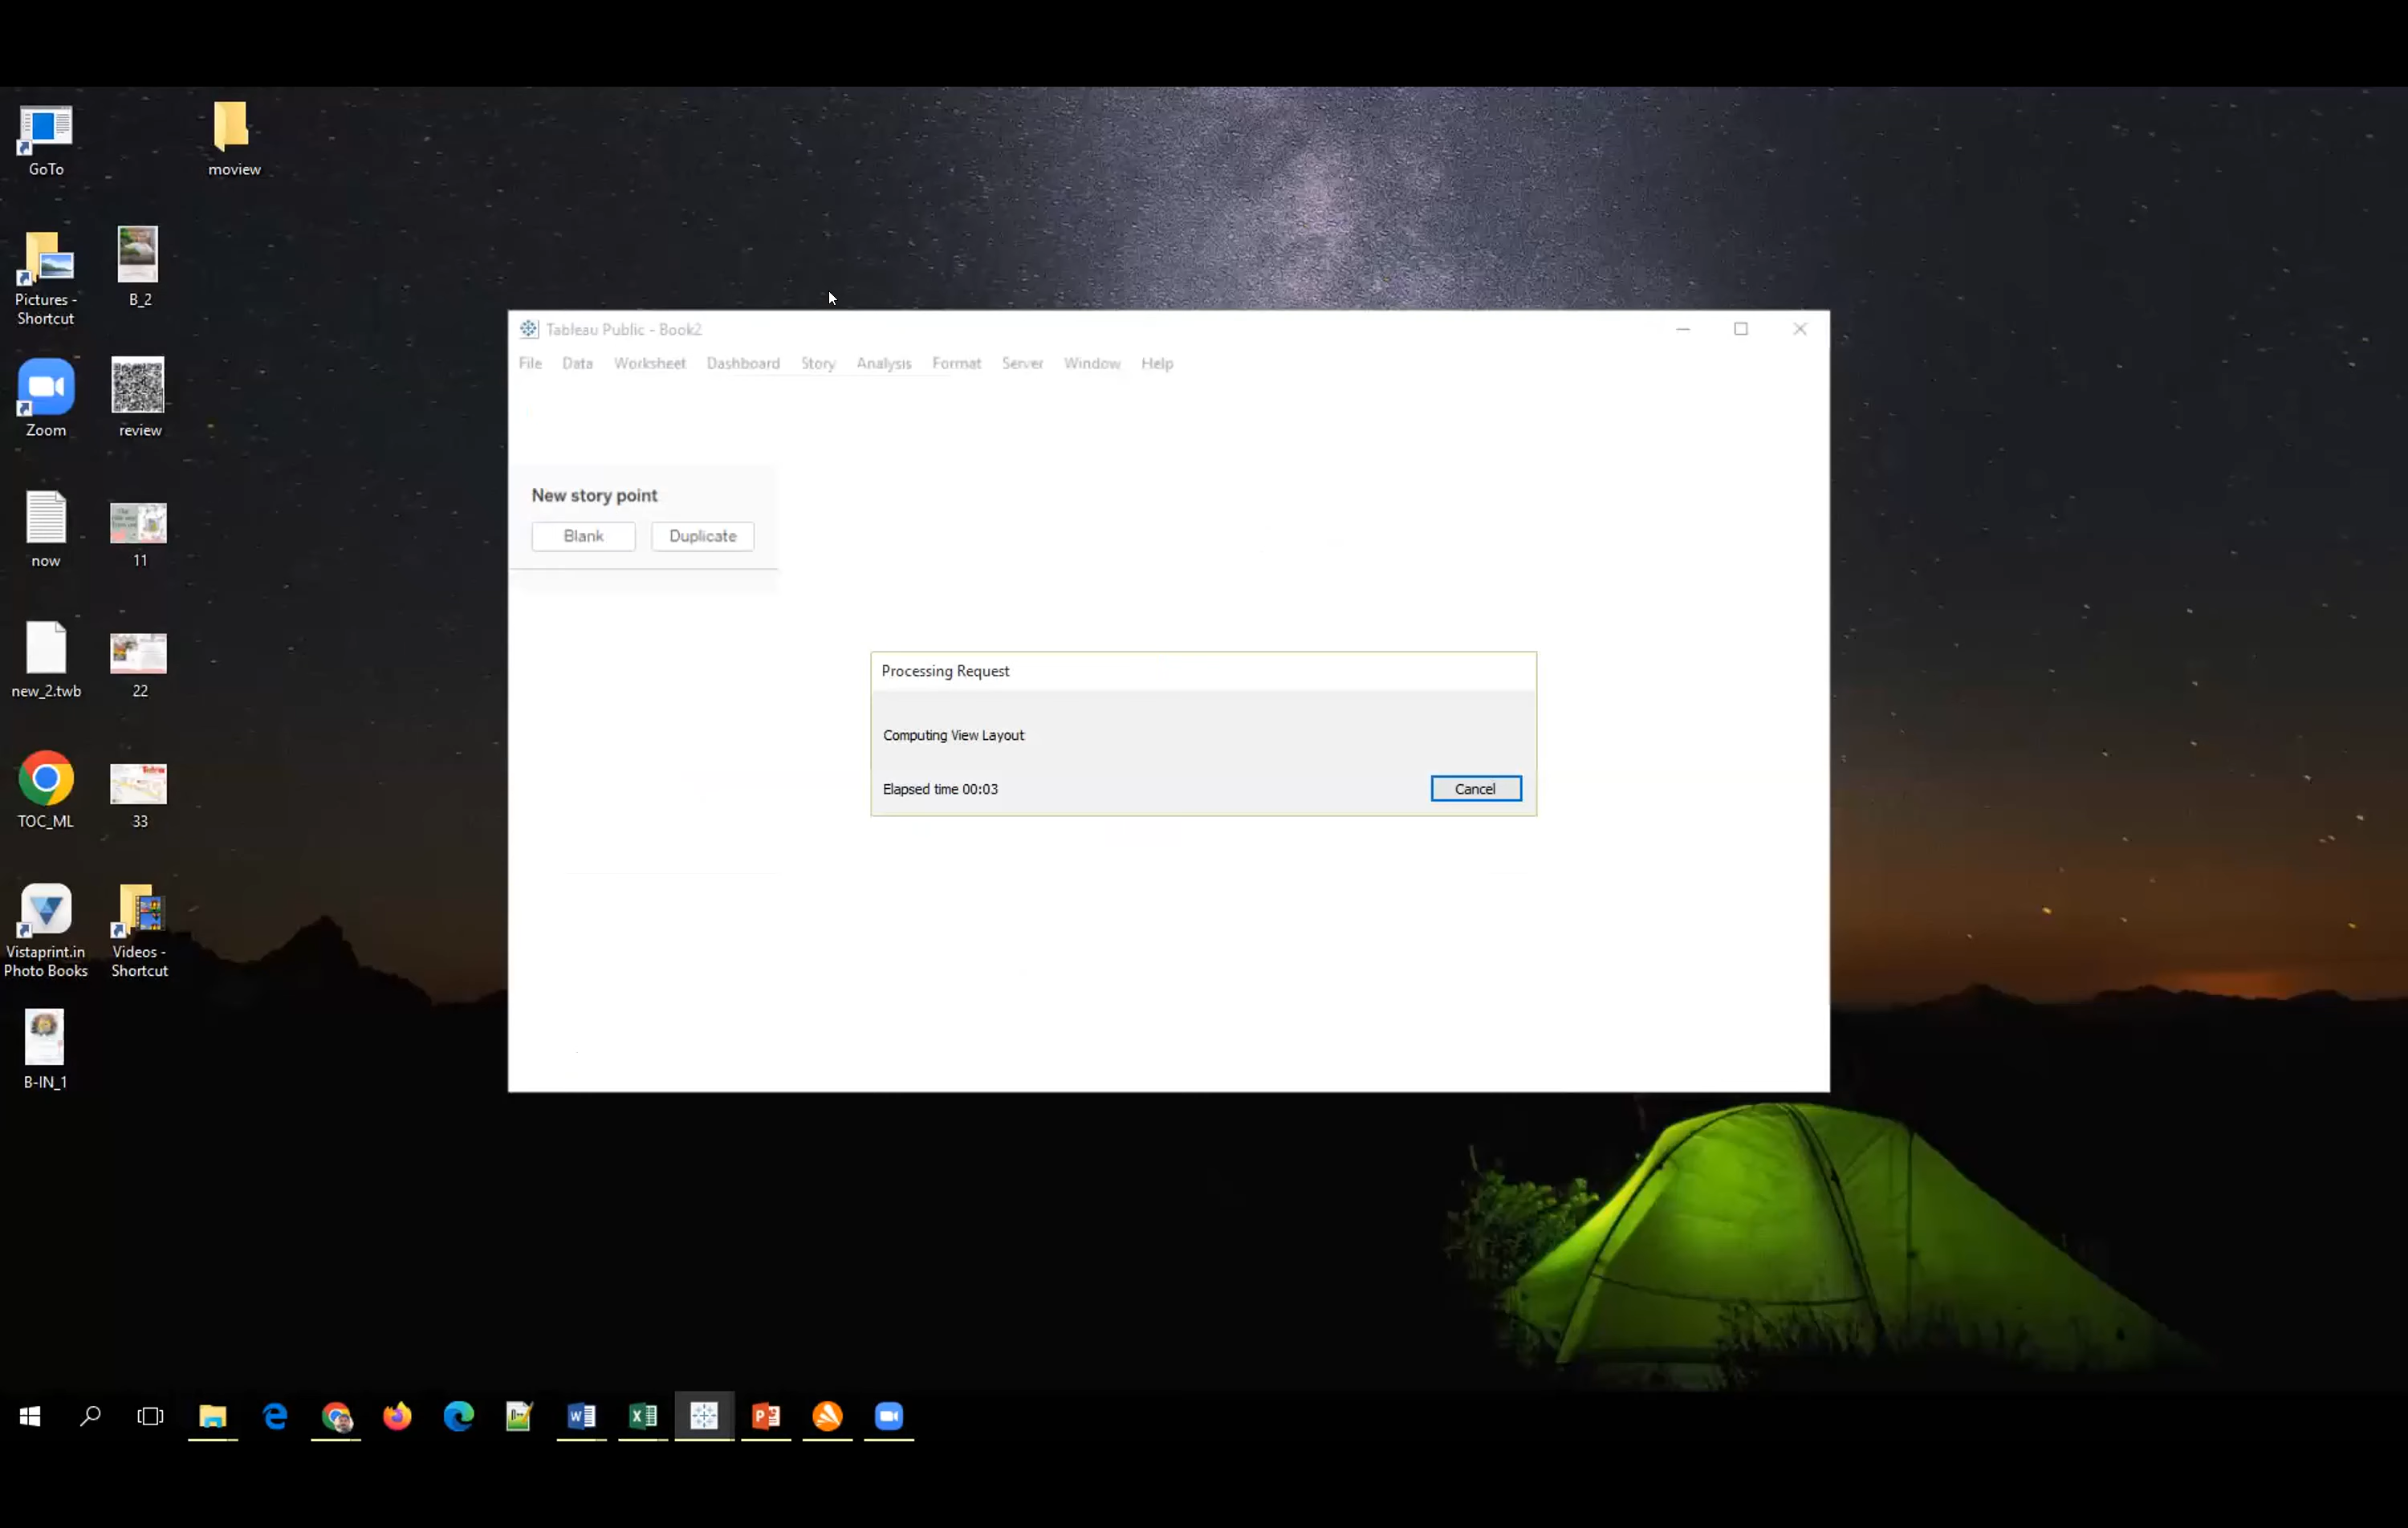 GoTo
moview
Pictures -
Shortcut
B_2
Zoom
review
now
11
new_2.twb
22
TOC_ML
33
Vistaprint.in
Photo Books
Videos -
Shortcut
B-IN_1
Tableau Public - Book2
File Data Worksheet Dashboard Story Analysis Format Server Window Help
New story point
Blank Duplicate
Processing Request
Computing View Layout
Elapsed time 00:03
Cancel